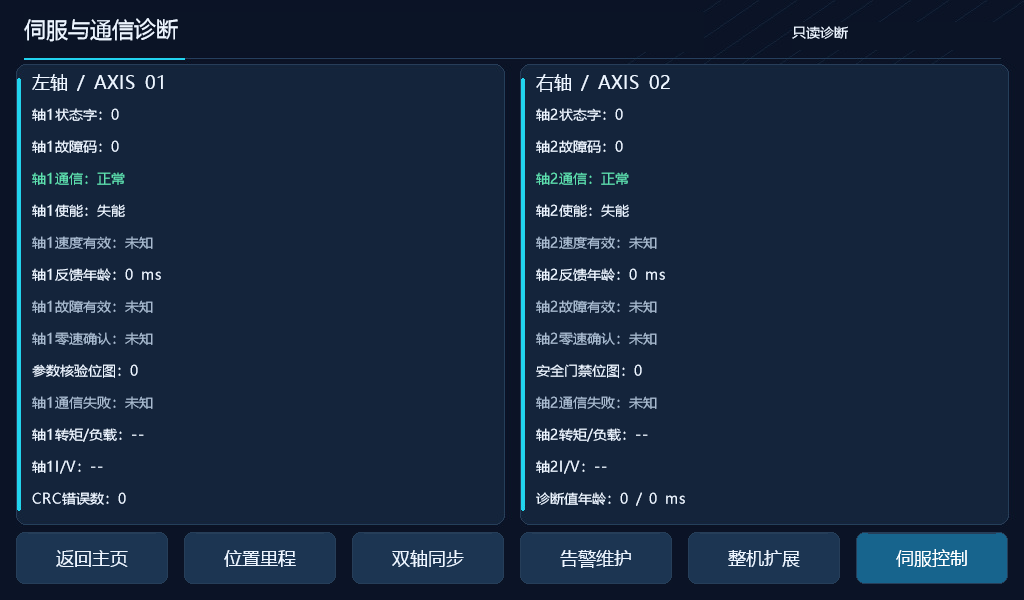 伺服与通信诊断
只读诊断
左轴 / AXIS 01
轴1状态字：0
轴1故障码：0
轴1通信：正常
轴1使能：失能
轴1速度有效：未知
轴1反馈年龄：0 ms
轴1故障有效：未知
轴1零速确认：未知
参数核验位图：0
轴1通信失败：未知
轴1转矩/负载：--
轴1I/V：--
CRC错误数：0
右轴 / AXIS 02
轴2状态字：0
轴2故障码：0
轴2通信：正常
轴2使能：失能
轴2速度有效：未知
轴2反馈年龄：0 ms
轴2故障有效：未知
轴2零速确认：未知
安全门禁位图：0
轴2通信失败：未知
轴2转矩/负载：--
轴2I/V：--
诊断值年龄：0 / 0 ms
返回主页
位置里程
双轴同步
告警维护
整机扩展
伺服控制